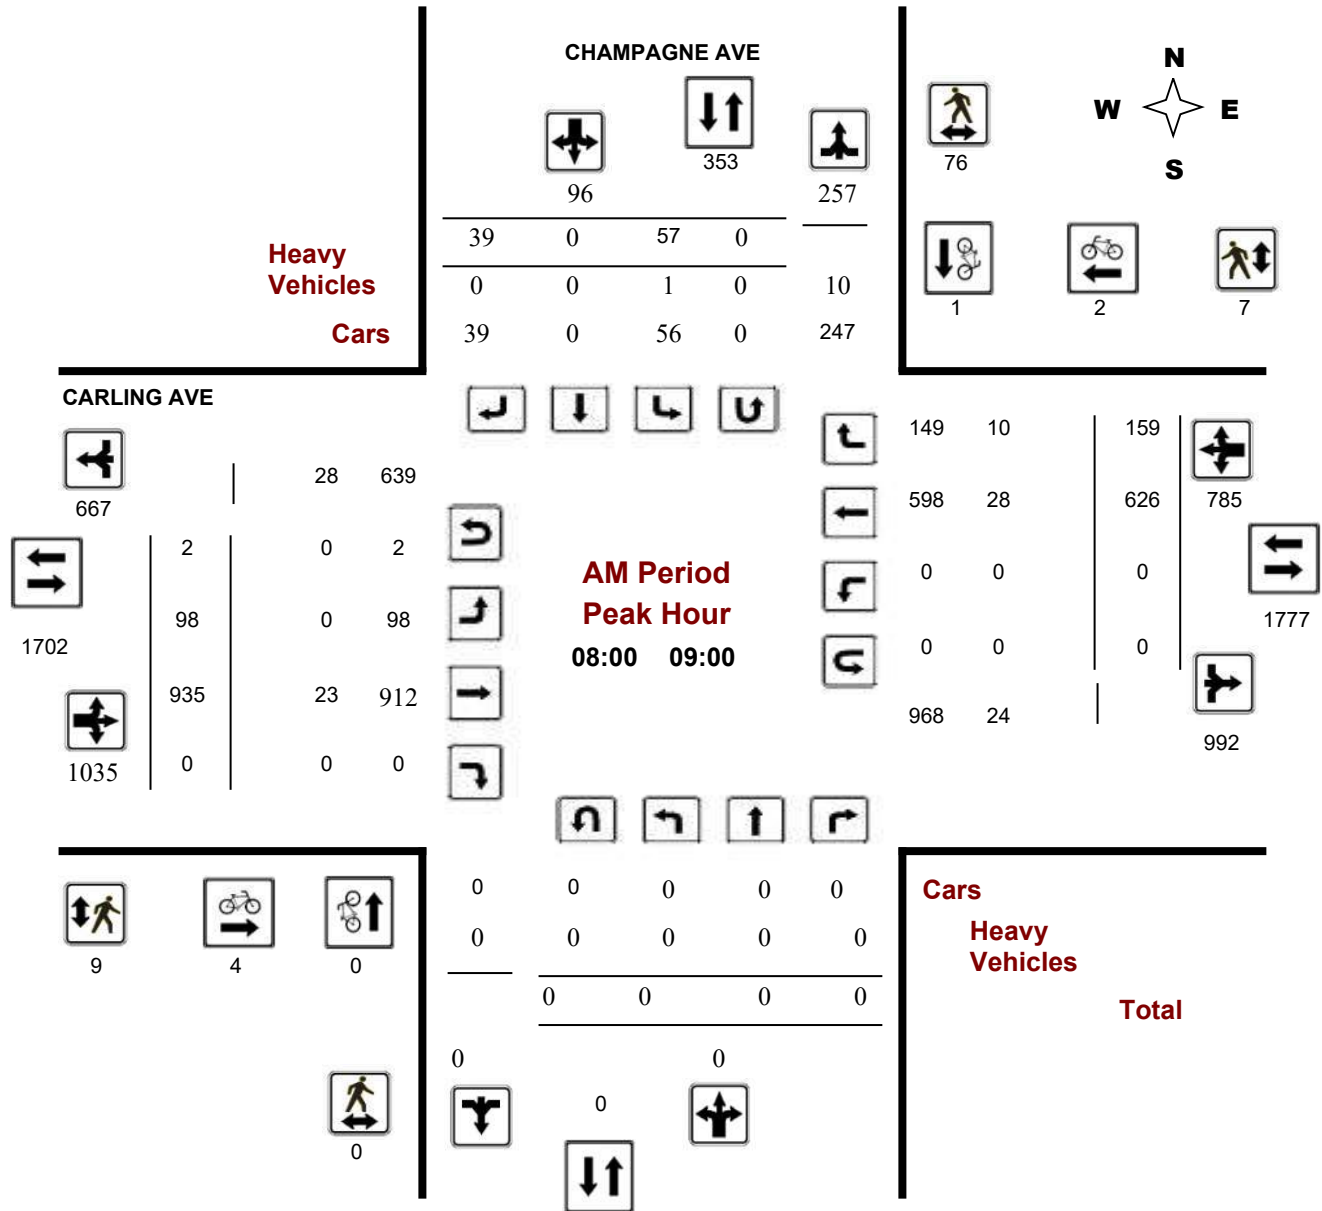 CHAMPAGNE AVE
N
W E
S
353
76
96 257
39 0 57 0
Heavy
Vehicles
0 0 1 0 10
1 2 7
Cars
39 0 56 0 247
CARLING AVE
149 10 159
28 639
667
598 28 626 785
2 0 2
AM Period
0 0 0
Peak Hour
98 0 98
1777
1702
08:00 09:00
0 0 0
935 23 912
968 24
992
1035 0 0 0
0 0 0 0 0
Cars
0 0 0 0 0
Heavy
Vehicles
9 4 0
0 0 0 0
Total
0 0
0
0